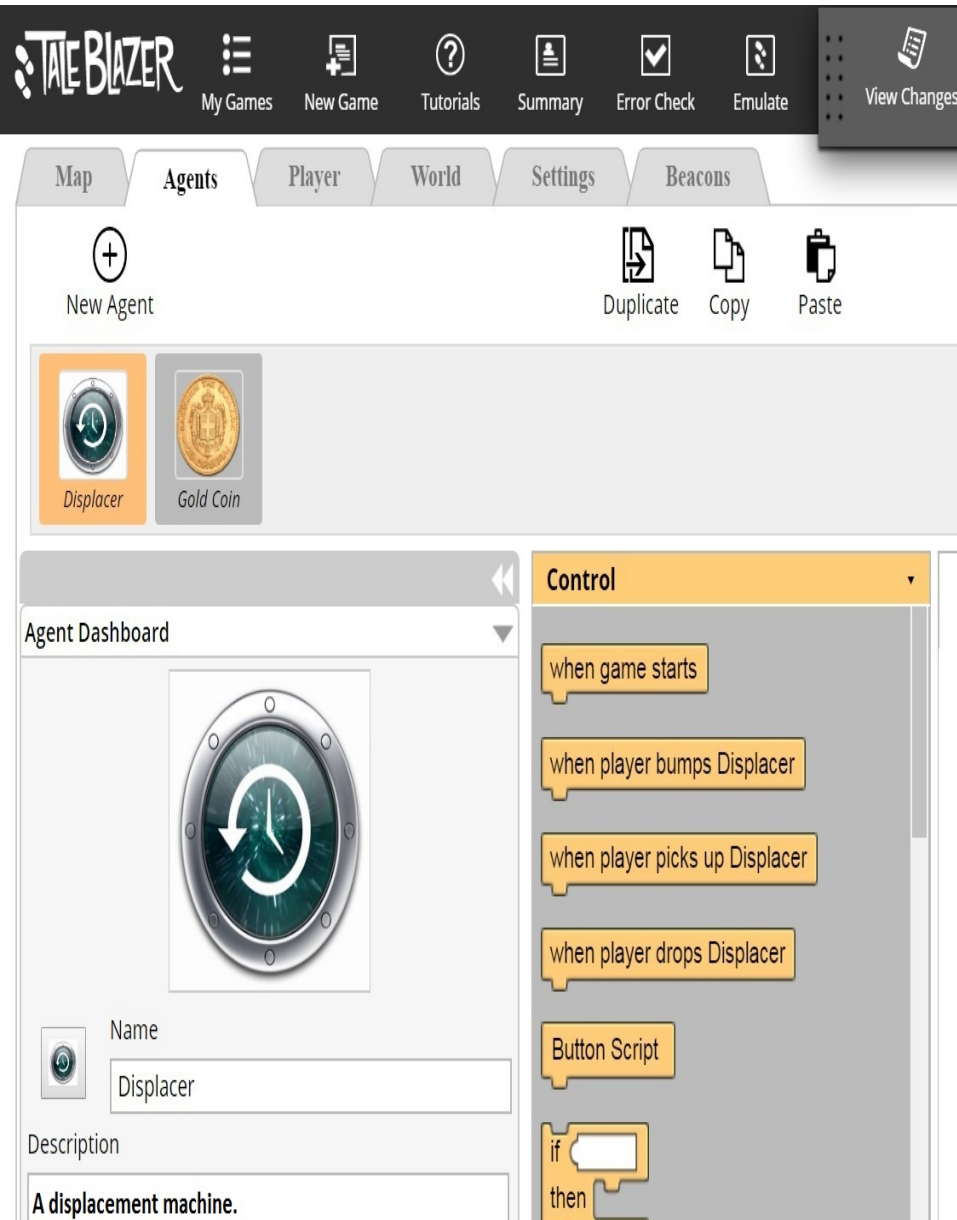 TALEBLAZER
My Games New Game Tutorials Summary Error Check Emulate View Changes
Map Agents Player World Settings Beacons
New Agent Duplicate Copy Paste
Displacer Gold Coin
Control
Agent Dashboard
when game starts
when player bumps Displacer
when player picks up Displacer
when player drops Displacer
Name
Button Script
Displacer
Description
if
then
A displacement machine.